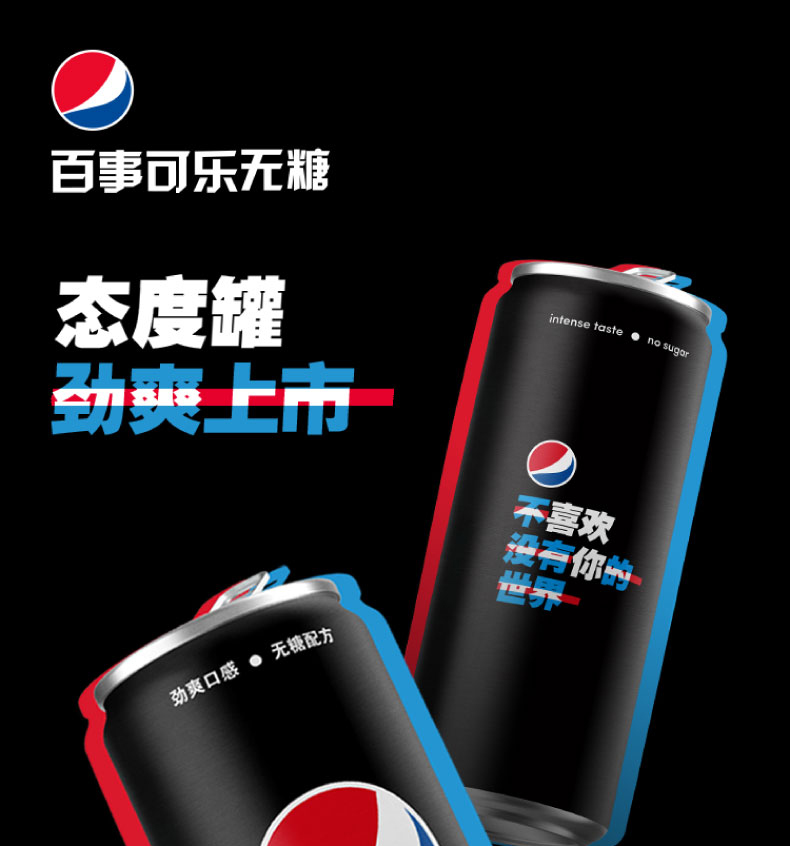 百事可乐无糖
态度罐
劲爽上市
intense taste ● no sugar
不喜欢
没有你的
世界
劲爽口感 ● 无糖配方